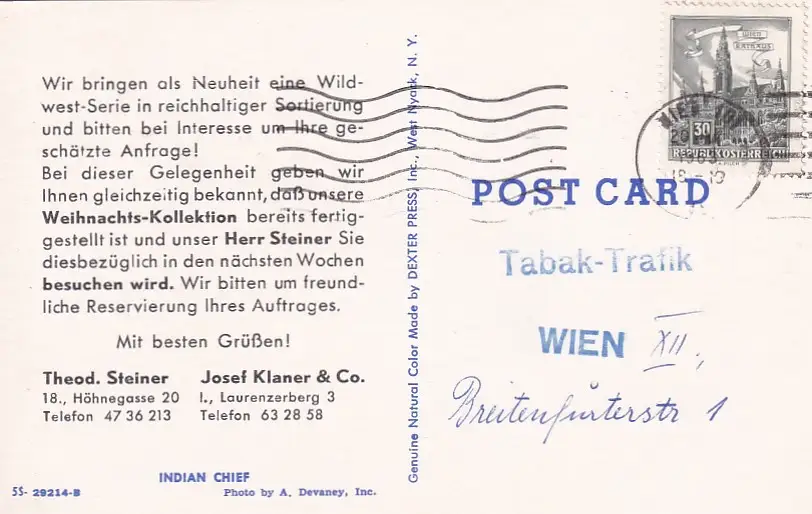 Wir bringen als Neuheit eine Wild-
west-Serie in reichhaltiger Sortierung
und bitten bei Interesse um Ihre ge-
schätzte Anfrage!
Bei dieser Gelegenheit geben wir
Ihnen gleichzeitig bekannt, daß unsere
Weihnachts-Kollektion bereits fertig-
gestellt ist und unser Herr Steiner Sie
diesbezüglich in den nächsten Wochen
besuchen wird. Wir bitten um freund-
liche Reservierung Ihres Auftrages.
Mit besten Grüßen!
Theod. Steiner
18., Höhnegasse 20
Telefon 47 36 213
Josef Klaner & Co.
I., Laurenzerberg 3
Telefon 63 28 58
INDIAN CHIEF
5S- 29214-B
Photo by A. Devaney, Inc.
Genuine Natural Color Made by DEXTER PRESS, Inc., West Nyack, N. Y.
WIEN
RATHAUS
30
REPUBLIK ÖSTERREICH
WIEN
POST CARD
Tabak-Trafik
WIEN XII,
Breitenfurterstr 1